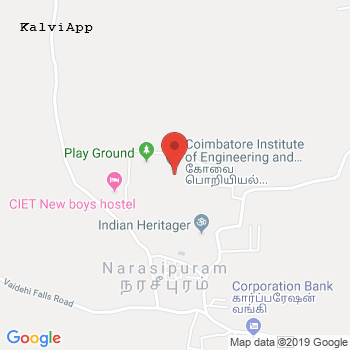 KalviApp
Coimbatore Institute
of Engineering and...
கோவை
பொறியியல்...
Play Ground
CIET New boys hostel
Indian Heritager
Narasipuram
நரசீபுரம்
Vaidehi Falls Road
Corporation Bank
கார்ப்பரேஷன்
வங்கி
Google
Map data ©2019 Google